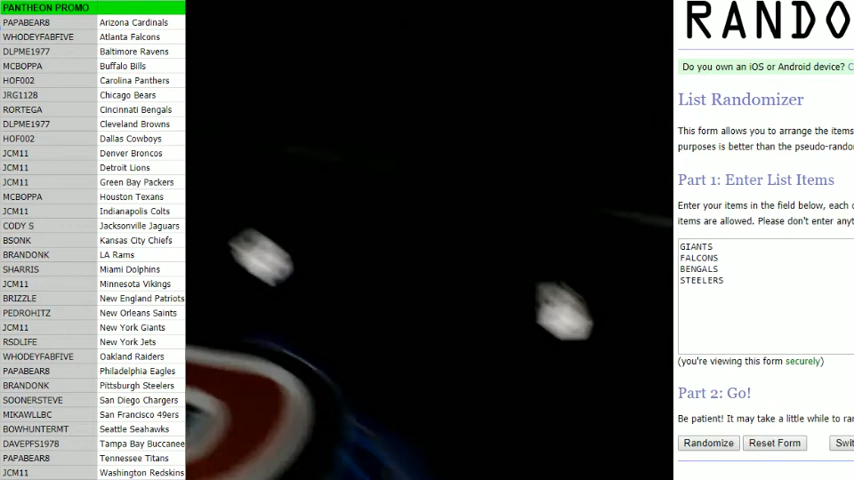 PANTHEON PROMO
PAPABEAR8 Arizona Cardinals
WHODEYFABFIVE Atlanta Falcons
DLPME1977 Baltimore Ravens
MCBOPPA Buffalo Bills
HOF002 Carolina Panthers
JRG1128 Chicago Bears
RORTEGA Cincinnati Bengals
DLPME1977 Cleveland Browns
HOF002 Dallas Cowboys
JCM11 Denver Broncos
JCM11 Detroit Lions
JCM11 Green Bay Packers
MCBOPPA Houston Texans
JCM11 Indianapolis Colts
CODY S Jacksonville Jaguars
BSONK Kansas City Chiefs
BRANDONK LA Rams
SHARRIS Miami Dolphins
JCM11 Minnesota Vikings
BRIZZLE New England Patriots
PEDROHITZ New Orleans Saints
JCM11 New York Giants
RSDLIFE New York Jets
WHODEYFABFIVE Oakland Raiders
PAPABEAR8 Philadelphia Eagles
BRANDONK Pittsburgh Steelers
SOONERSTEVE San Diego Chargers
MIKAWLLBC San Francisco 49ers
BOWHUNTERMT Seattle Seahawks
DAVEPFS1978 Tampa Bay Buccanee
PAPABEAR8 Tennessee Titans
JCM11 Washington Redskins
RANDO
Do you own an iOS or Android device? C
List Randomizer
This form allows you to arrange the items
purposes is better than the pseudo-rando
Part 1: Enter List Items
Enter your items in the field below, each o
items are allowed. Please don't enter anyt
GIANTS
FALCONS
BENGALS
STEELERS
(you're viewing this form securely)
Part 2: Go!
Be patient! It may take a little while to ra
Randomize Reset Form Swit